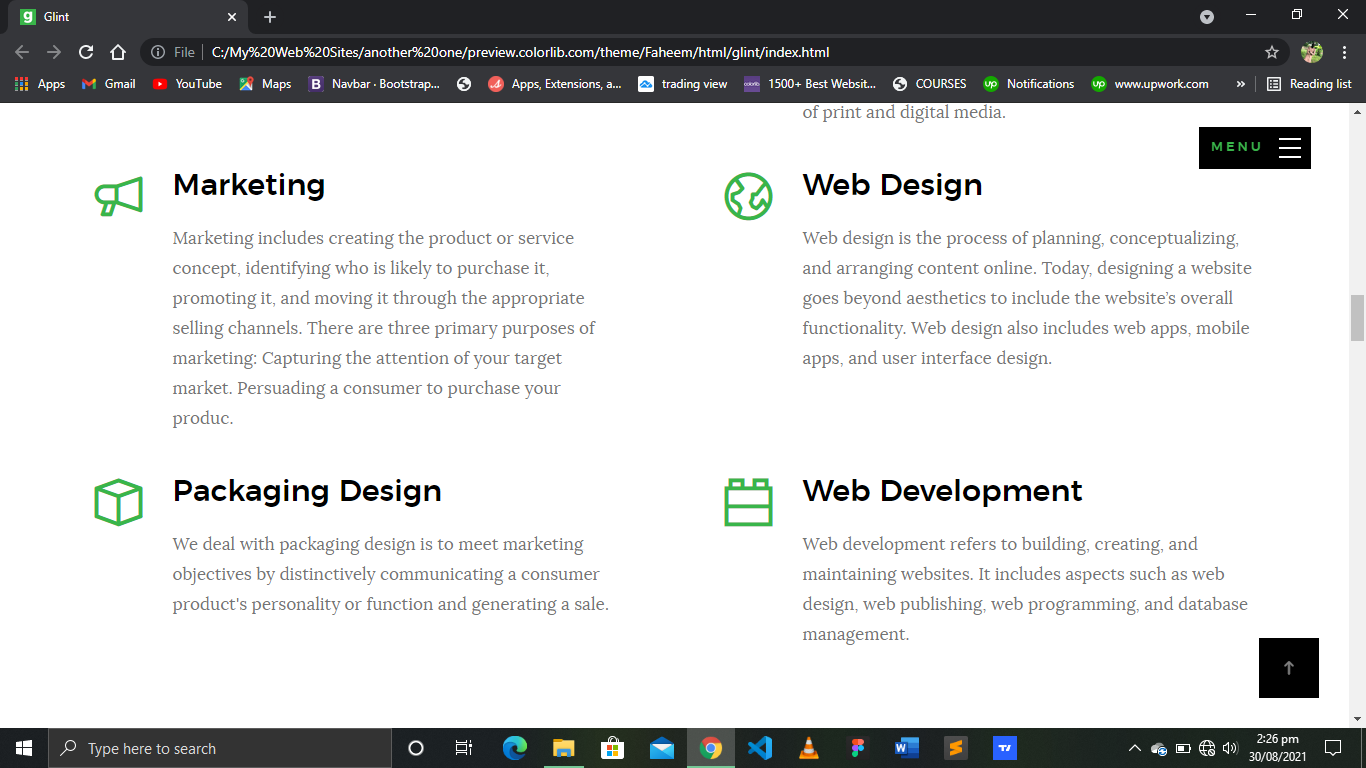 Glint
File C:/My%20Web%20Sites/another%20one/preview.colorlib.com/theme/Faheem/html/glint/index.html
Apps Gmail YouTube Maps Navbar · Bootstrap... Apps, Extensions, a... trading view 1500+ Best Websit... COURSES Notifications www.upwork.com » Reading list
of print and digital media.
MENU
Marketing
Marketing includes creating the product or service
concept, identifying who is likely to purchase it,
promoting it, and moving it through the appropriate
selling channels. There are three primary purposes of
marketing: Capturing the attention of your target
market. Persuading a consumer to purchase your
produc.
Web Design
Web design is the process of planning, conceptualizing,
and arranging content online. Today, designing a website
goes beyond aesthetics to include the website’s overall
functionality. Web design also includes web apps, mobile
apps, and user interface design.
Packaging Design
We deal with packaging design is to meet marketing
objectives by distinctively communicating a consumer
product's personality or function and generating a sale.
Web Development
Web development refers to building, creating, and
maintaining websites. It includes aspects such as web
design, web publishing, web programming, and database
management.
Type here to search
2:26 pm
30/08/2021